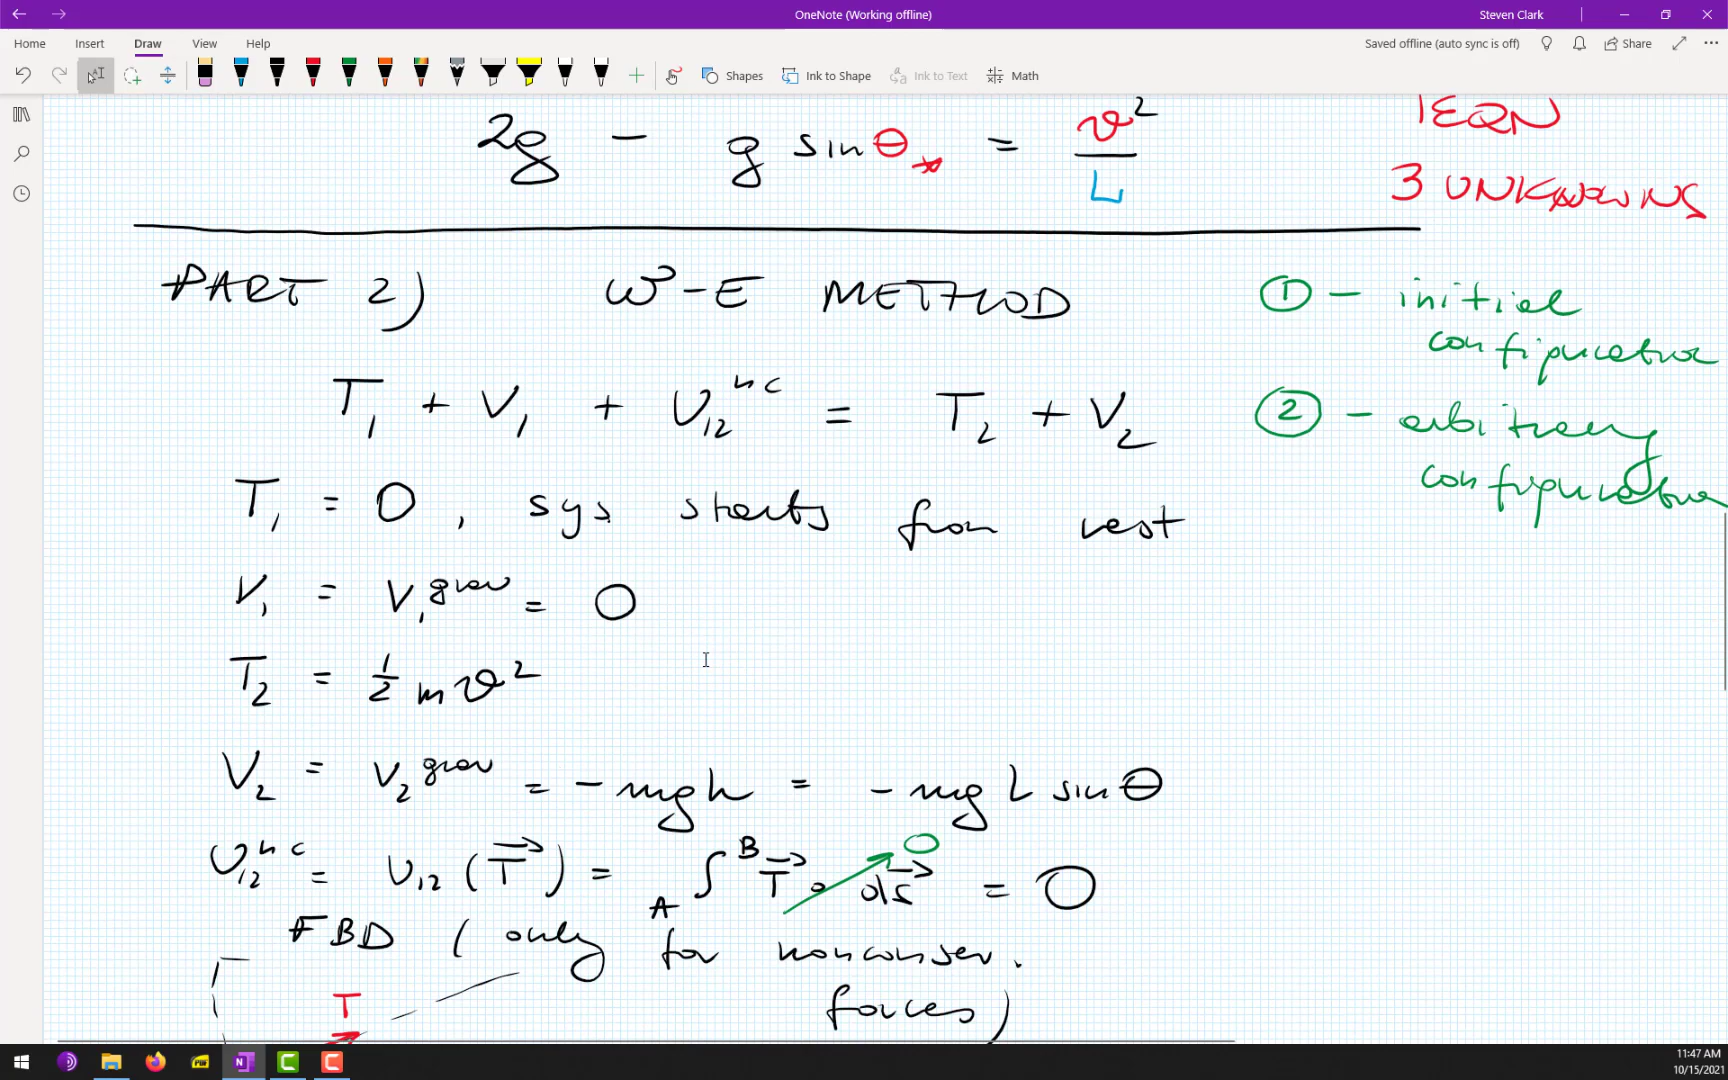 OneNote (Working offline)
Steven Clark
Home Insert Draw View Help
Saved offline (auto sync is off)
Share
Shapes
Ink to Shape
Ink to Text
Math
2g - g sin θ* = v² / L
1EQN
3 UNKNOWNS
PART 2) W-E METHOD
① - initial
configuration
② - arbitrary
configuration
T₁ + V₁ + U₁₂ⁿᶜ = T₂ + V₂
T₁ = 0, sys starts from rest
V₁ = V₁ᵍʳᵃᵛ = 0
T₂ = 1/2 mv²
V₂ = V₂ᵍʳᵃᵛ = - mgh = - mg L sin θ
U₁₂ⁿᶜ = U₁₂ (T⃗) = ∫ₐᴮ T⃗ • ds⃗ = 0
0
FBD (only for nonconser.
forces)
T
11:47 AM
10/15/2021